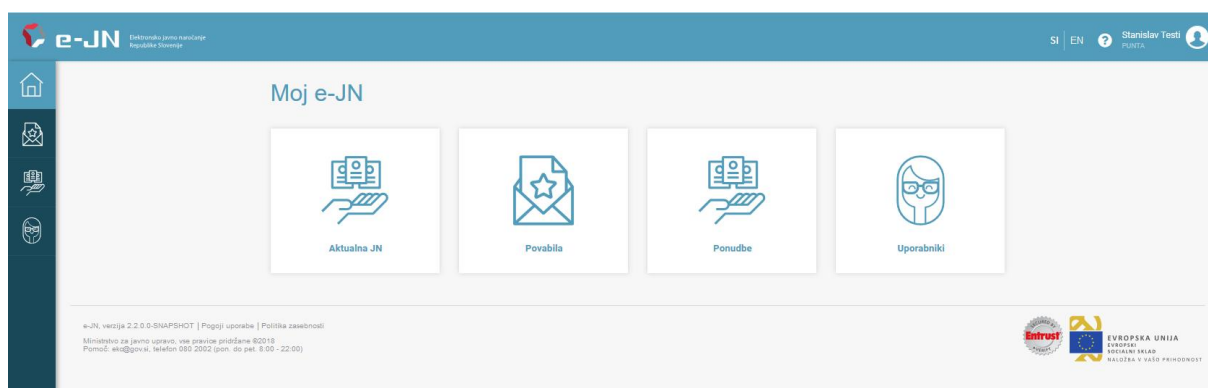 e-JN
Elektronsko javno naročanje
Republike Slovenije
SI | EN
?
Stanislav Testi
PUNTA
Moj e-JN
Aktualna JN
Povabila
Ponudbe
Uporabniki
e-JN, verzija 2.2.0.0-SNAPSHOT | Pogoji uporabe | Politika zasebnosti
Ministrstvo za javno upravo, vse pravice pridržane ©2018
Pomoč: ekc@gov.si, telefon 080 2002 (pon. do pet. 8:00 - 22:00)
SECURED BY
Entrust
EVROPSKA UNIJA
EVROPSKI
SOCIALNI SKLAD
NALOŽBA V VAŠO PRIHODNOST